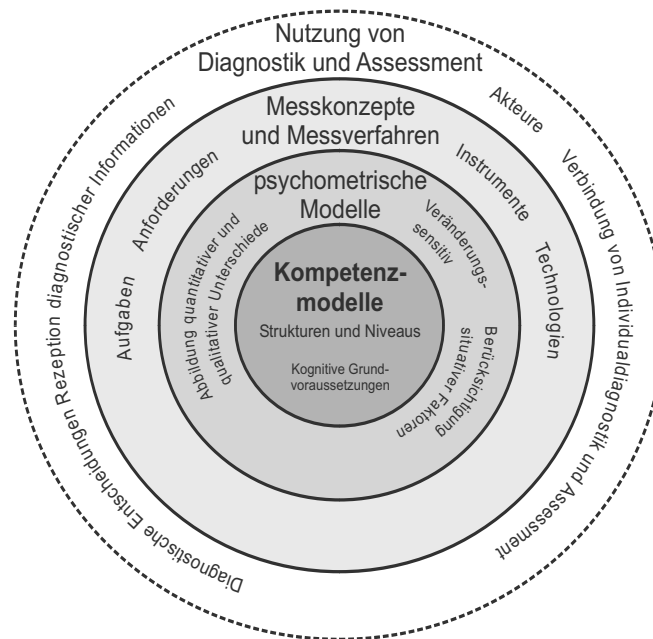 Nutzung von
Diagnostik und Assessment
Rezeption diagnostischer Informationen
Diagnostische Entscheidungen
Akteure
Verbindung von Individualdiagnostik und Assessment
Messkonzepte
und Messverfahren
Anforderungen
Aufgaben
Instrumente
Technologien
psychometrische
Modelle
Abbildung quantitativer und
qualitativer Unterschiede
Veränderungs-
sensitiv
Berücksichtigung
situativer Faktoren
Kompetenz-
modelle
Strukturen und Niveaus
Kognitive Grund-
voraussetzungen